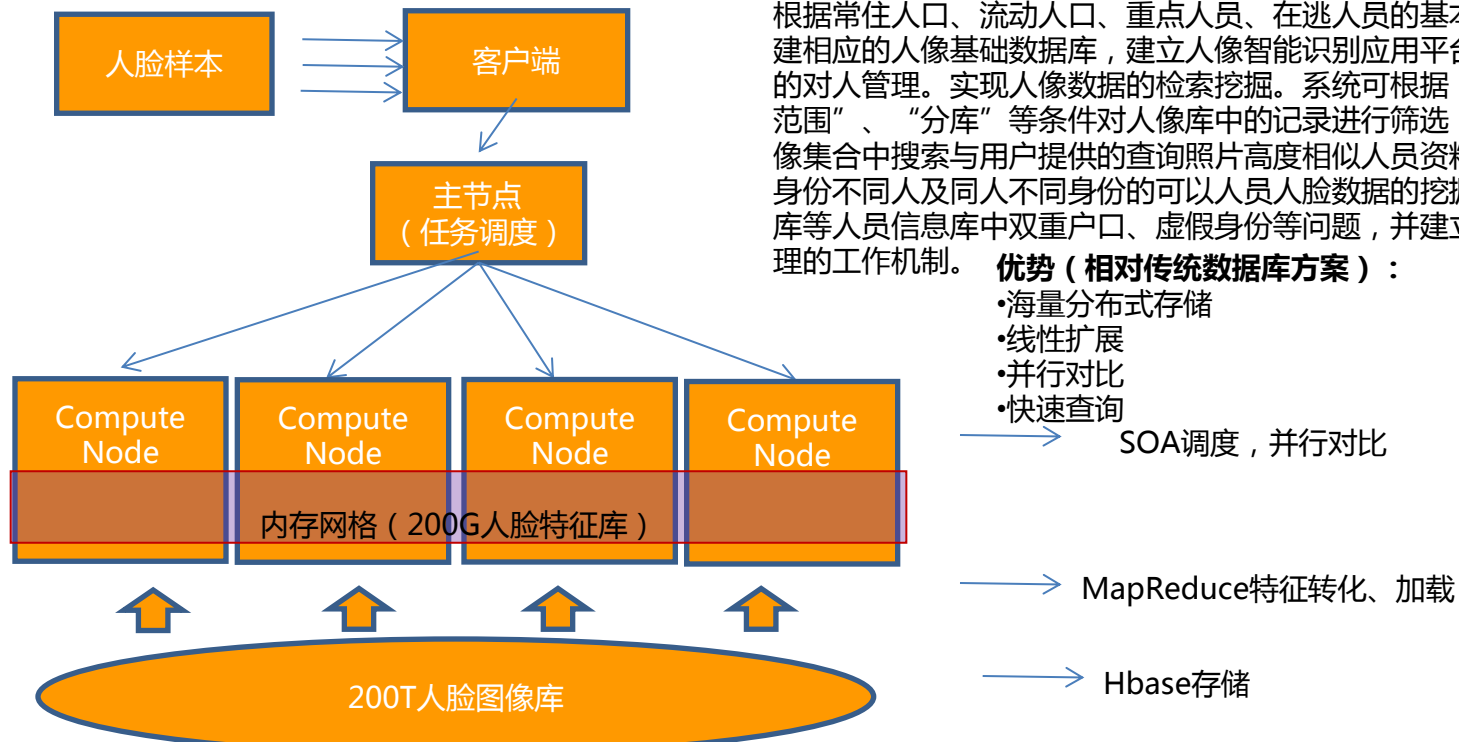 人脸样本
客户端
主节点
（任务调度）
Compute
Node
Compute
Node
Compute
Node
Compute
Node
内存网格（200G人脸特征库）
200T人脸图像库
根据常住人口、流动人口、重点人员、在逃人员的基本
建相应的人像基础数据库，建立人像智能识别应用平台
的对人管理。实现人像数据的检索挖掘。系统可根据
范围”、“分库”等条件对人像库中的记录进行筛选
像集合中搜索与用户提供的查询照片高度相似人员资料
身份不同人及同人不同身份的可以人员人脸数据的挖掘
库等人员信息库中双重户口、虚假身份等问题，并建立
理的工作机制。
优势（相对传统数据库方案）：
•海量分布式存储
•线性扩展
•并行对比
•快速查询
SOA调度，并行对比
MapReduce特征转化、加载
Hbase存储